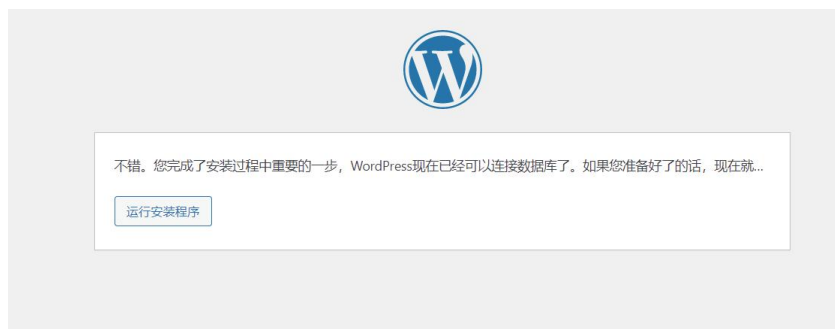 不错。您完成了安装过程中重要的一步，WordPress现在已经可以连接数据库了。如果您准备好了的话，现在就...
运行安装程序